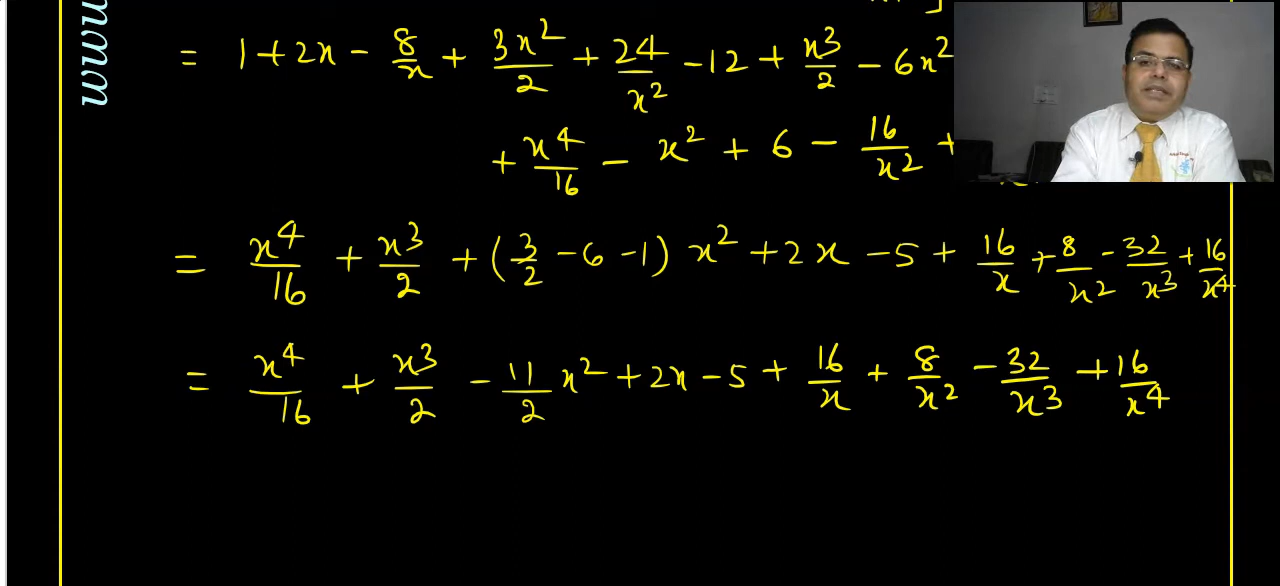 www
= 1 + 2x - 8/x + 3x²/2 + 24/x² - 12 + x³/2 - 6x²
+ x⁴/16 - x² + 6 - 16/x² +
= x⁴/16 + x³/2 + (3/2 - 6 - 1) x² + 2x - 5 + 16/x + 8/x² - 32/x³ + 16/x⁴
= x⁴/16 + x³/2 - 11/2 x² + 2x - 5 + 16/x + 8/x² - 32/x³ + 16/x⁴